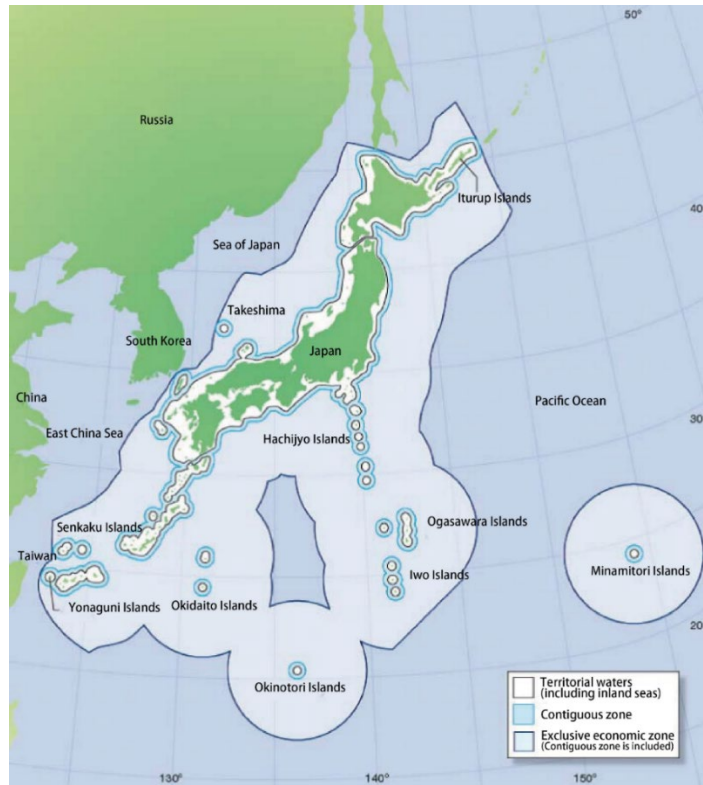 50°
Russia
Iturup Islands
40
Sea of Japan
Takeshima
South Korea
Japan
China
Pacific Ocean
East China Sea
Hachijyo Islands
30
Senkaku Islands
Ogasawara Islands
Taiwan
Minamitori Islands
Iwo Islands
Yonaguni Islands
Okidaito Islands
20
Okinotori Islands
Territorial waters
(including inland seas)
Contiguous zone
Exclusive economic zone
(Contiguous zone is included)
130°
140°
150°